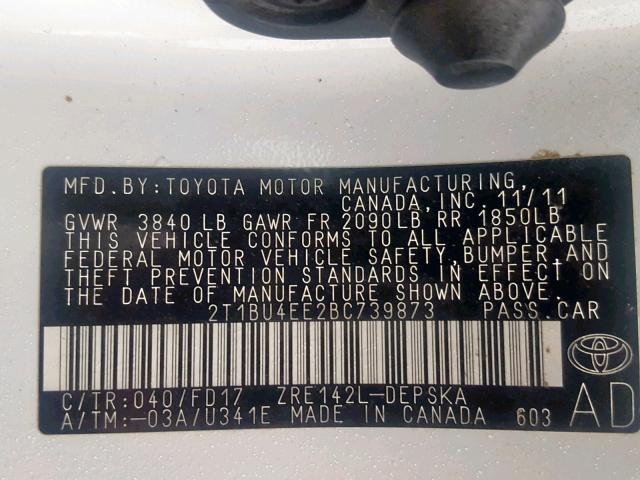 MFD.BY:TOYOTA MOTOR MANUFACTURING,
CANADA,INC. 11/11
GVWR 3840 LB GAWR FR 2090LB,RR 1850LB
THIS VEHICLE CONFORMS TO ALL APPLICABLE
FEDERAL MOTOR VEHICLE SAFETY,BUMPER,AND
THEFT PREVENTION STANDARDS IN EFFECT ON
THE DATE OF MANUFACTURE SHOWN ABOVE.
2T1BU4EE2BC739873 PASS.CAR
C/TR:040/FD17 ZRE142L-DEPSKA
A/TM:-03A/U341E MADE IN CANADA 603
AD